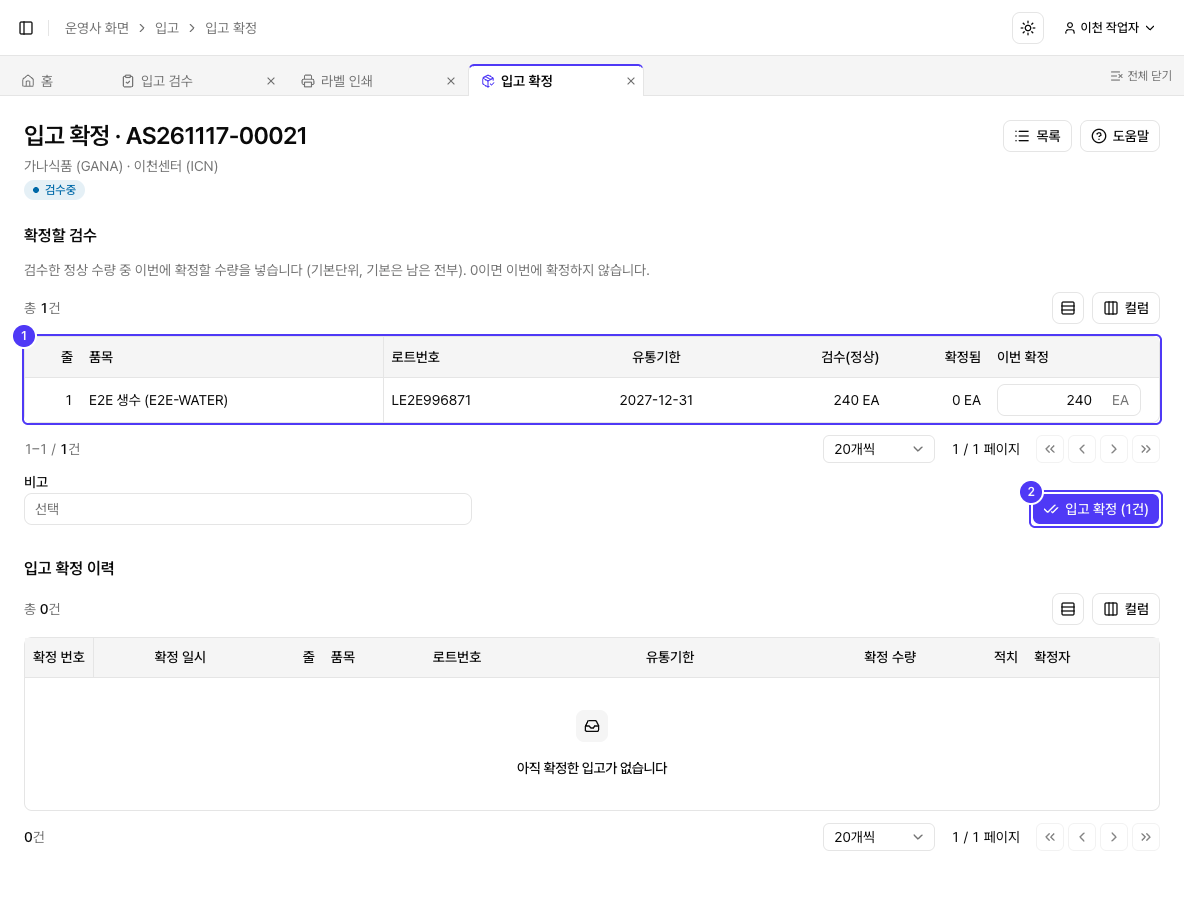 운영사 화면 > 입고 > 입고 확정
이천 작업자
홈
입고 검수
라벨 인쇄
입고 확정
전체 닫기
입고 확정 · AS261117-00021
목록
도움말
가나식품 (GANA) · 이천센터 (ICN)
검수중
확정할 검수
검수한 정상 수량 중 이번에 확정할 수량을 넣습니다 (기본단위, 기본은 남은 전부). 0이면 이번에 확정하지 않습니다.
총 1건
컬럼
1
줄 품목 로트번호 유통기한 검수(정상) 확정됨 이번 확정
1 E2E 생수 (E2E-WATER) LE2E996871 2027-12-31 240 EA 0 EA 240 EA
1–1 / 1건
20개씩
1 / 1 페이지
비고
선택
2
입고 확정 (1건)
입고 확정 이력
총 0건
컬럼
확정 번호 확정 일시 줄 품목 로트번호 유통기한 확정 수량 적치 확정자
아직 확정한 입고가 없습니다
0건
20개씩
1 / 1 페이지